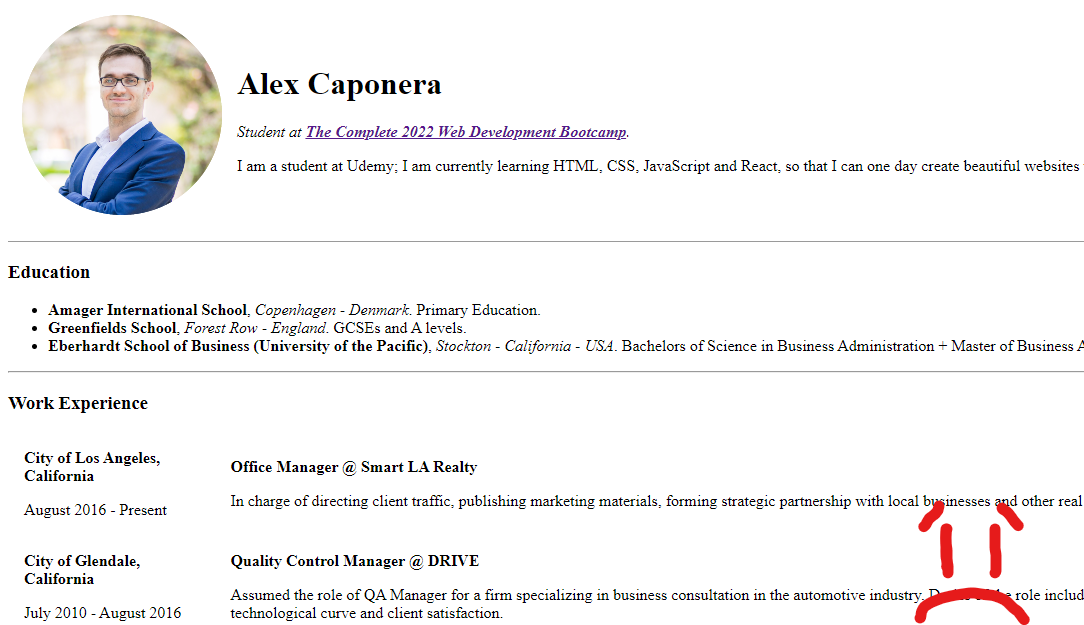 Alex Caponera
Student at The Complete 2022 Web Development Bootcamp.
I am a student at Udemy; I am currently learning HTML, CSS, JavaScript and React, so that I can one day create beautiful websites
Education
Amager International School, Copenhagen - Denmark. Primary Education.
Greenfields School, Forest Row - England. GCSEs and A levels.
Eberhardt School of Business (University of the Pacific), Stockton - California - USA. Bachelors of Science in Business Administration + Master of Business
Work Experience
City of Los Angeles,
California
August 2016 - Present
Office Manager @ Smart LA Realty
In charge of directing client traffic, publishing marketing materials, forming strategic partnership with local businesses and other real
City of Glendale,
California
July 2010 - August 2016
Quality Control Manager @ DRIVE
Assumed the role of QA Manager for a firm specializing in business consultation in the automotive industry. role includ
technological curve and client satisfaction.